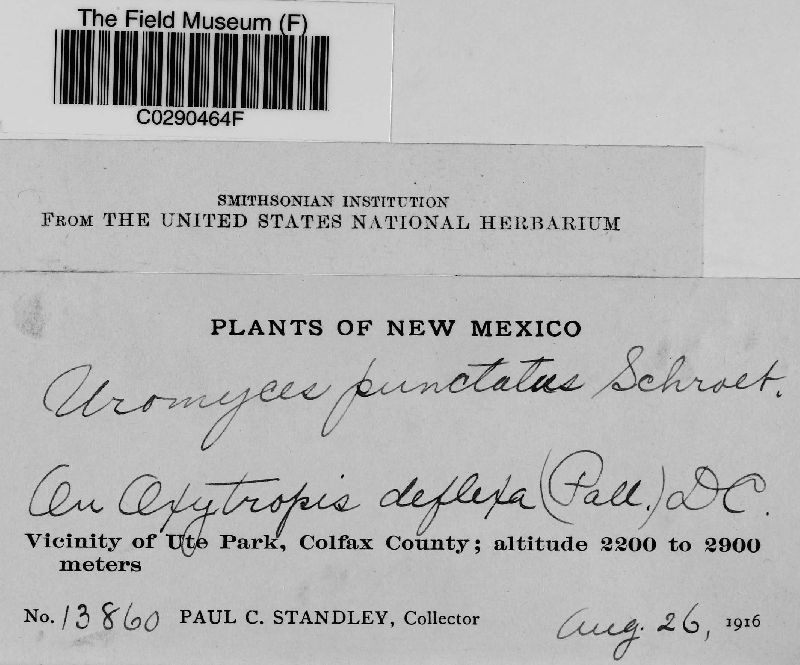 The Field Museum (F)
C0290464F
SMITHSONIAN INSTITUTION
FROM THE UNITED STATES NATIONAL HERBARIUM
PLANTS OF NEW MEXICO
Uromyces punctatus Schroet.
On Oxytropis deflexa (Pall.) DC.
Vicinity of Ute Park, Colfax County; altitude 2200 to 2900
meters
No. 13860 PAUL C. STANDLEY, Collector Aug. 26, 1916